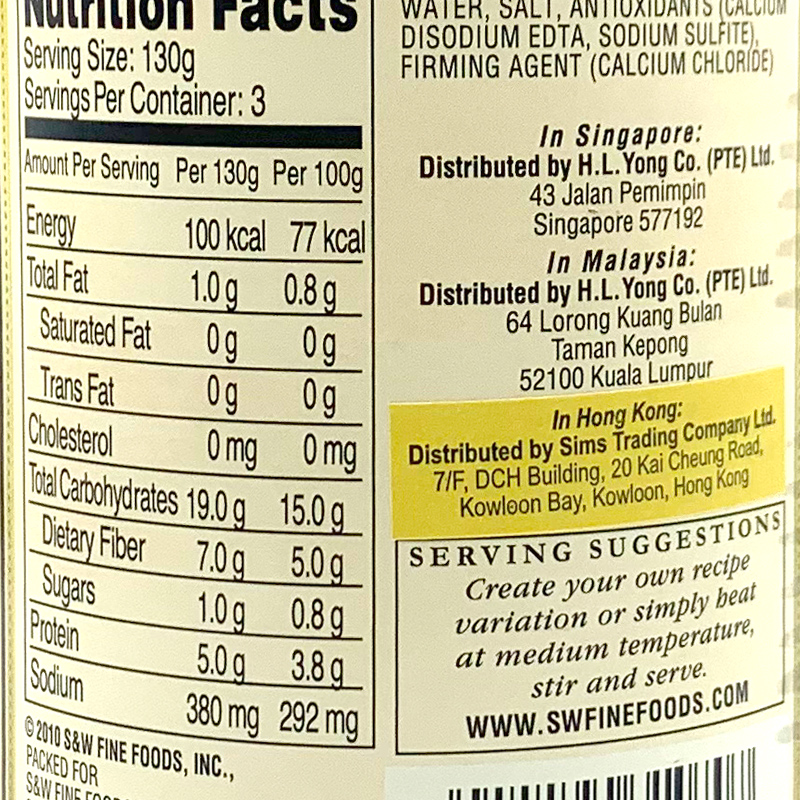 Nutrition Facts
Serving Size: 130g
Servings Per Container: 3
Amount Per Serving Per 130g Per 100g
Energy 100 kcal 77 kcal
Total Fat 1.0 g 0.8 g
Saturated Fat 0 g 0 g
Trans Fat 0 g 0 g
Cholesterol 0 mg 0 mg
Total Carbohydrates 19.0 g 15.0 g
Dietary Fiber 7.0 g 5.0 g
Sugars 1.0 g 0.8 g
Protein 5.0 g 3.8 g
Sodium 380 mg 292 mg
© 2010 S&W FINE FOODS, INC.,
PACKED FOR
S&W FINE
WATER, SALT, ANTIOXIDANTS (CALCIUM
DISODIUM EDTA, SODIUM SULFITE),
FIRMING AGENT (CALCIUM CHLORIDE)
In Singapore:
Distributed by H.L. Yong Co. (PTE) Ltd.
43 Jalan Pemimpin
Singapore 577192
In Malaysia:
Distributed by H.L. Yong Co. (PTE) Ltd.
64 Lorong Kuang Bulan
Taman Kepong
52100 Kuala Lumpur
In Hong Kong:
Distributed by Sims Trading Company Ltd.
7/F, DCH Building, 20 Kai Cheung Road,
Kowloon Bay, Kowloon, Hong Kong
SERVING SUGGESTIONS
Create your own recipe
variation or simply heat
at medium temperature,
stir and serve.
WWW.SWFINEFOODS.COM